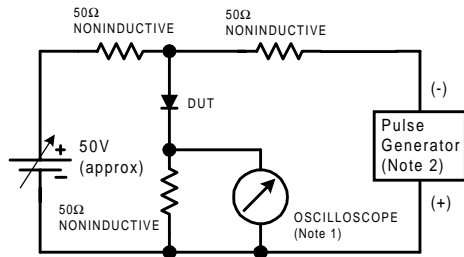 50Ω
NONINDUCTIVE
50Ω
NONINDUCTIVE
DUT
(-)
Pulse
Generator
(Note 2)
+
50V
(approx)
−
(+)
50Ω
NONINDUCTIVE
OSCILLOSCOPE
(Note 1)